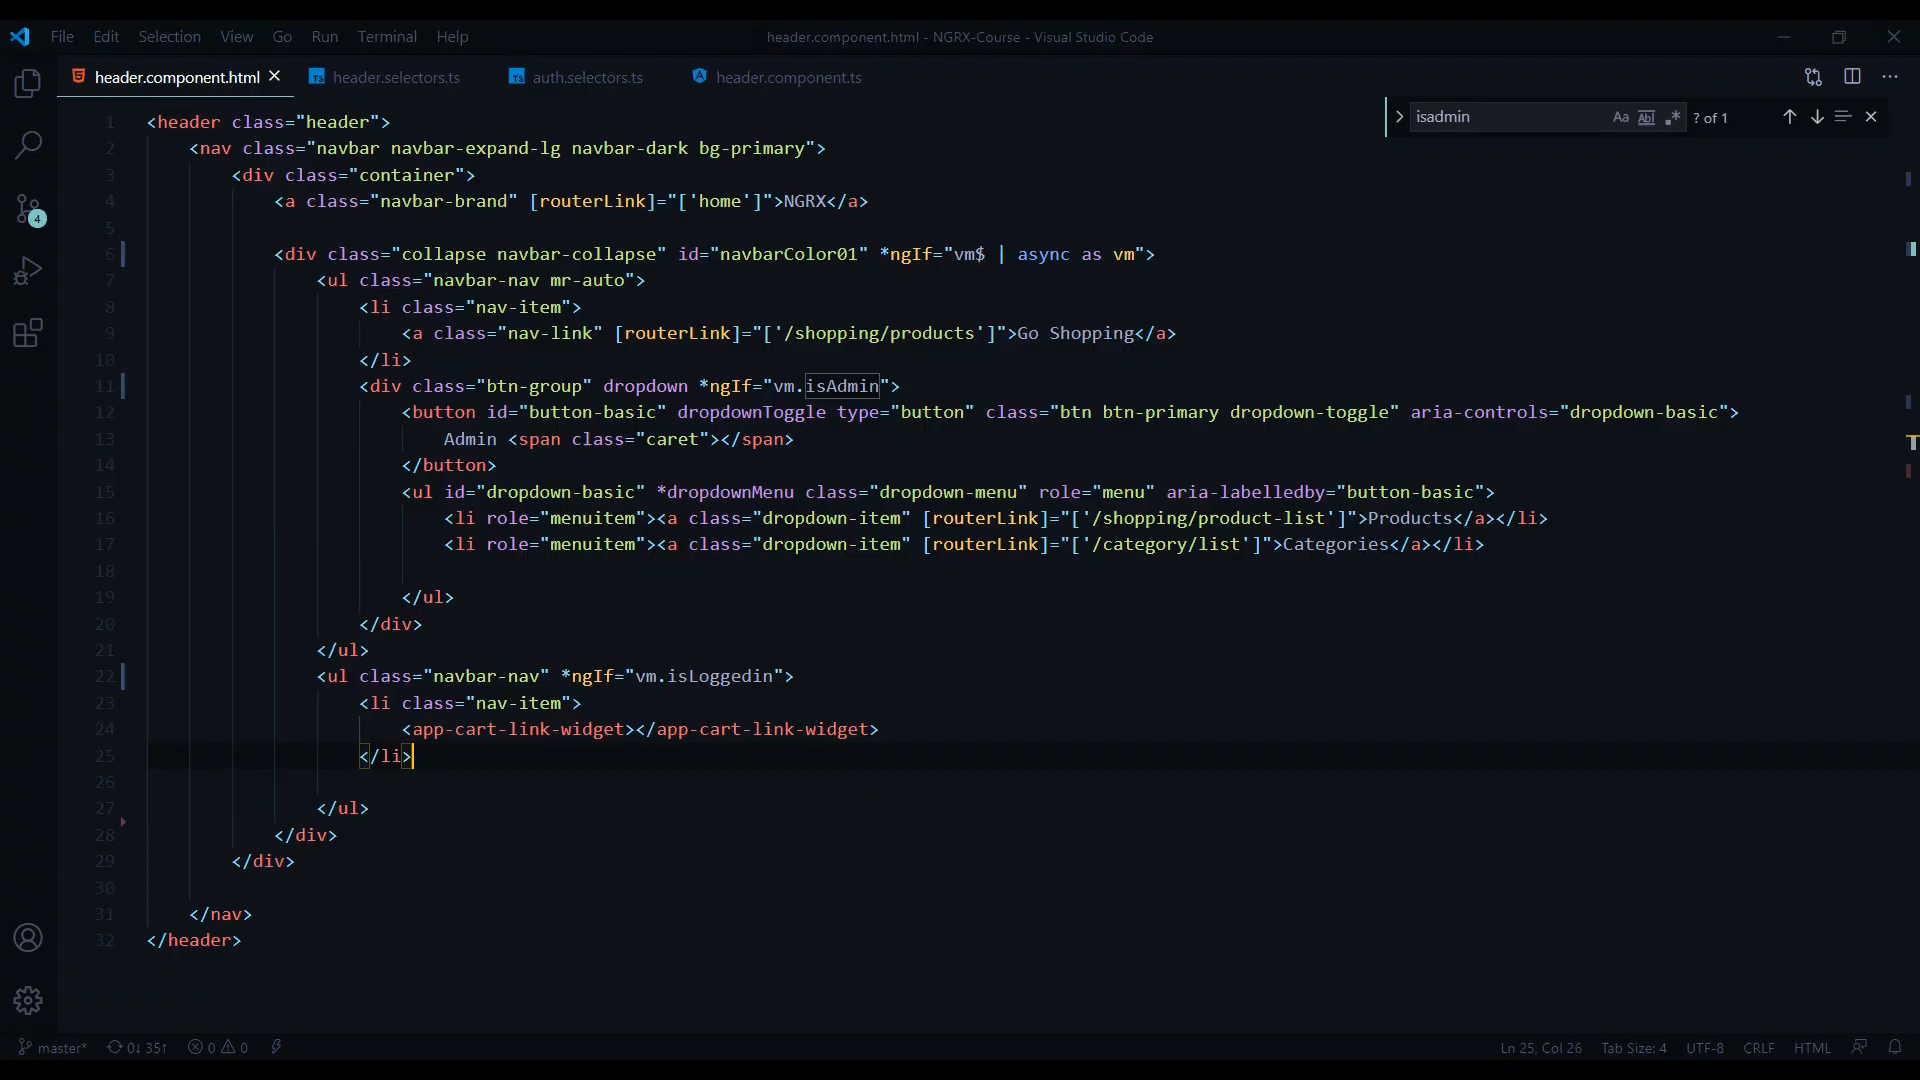 File Edit Selection View Go Run Terminal Help
header.component.html - NGRX-Course - Visual Studio Code
header.component.html header.selectors.ts auth.selectors.ts header.component.ts
isadmin Aa Abl .* ? of 1
1 <header class="header">
2 <nav class="navbar navbar-expand-lg navbar-dark bg-primary">
3 <div class="container">
4 <a class="navbar-brand" [routerLink]="['home']">NGRX</a>
5
6 <div class="collapse navbar-collapse" id="navbarColor01" *ngIf="vm$ | async as vm">
7 <ul class="navbar-nav mr-auto">
8 <li class="nav-item">
9 <a class="nav-link" [routerLink]="['/shopping/products']">Go Shopping</a>
10 </li>
11 <div class="btn-group" dropdown *ngIf="vm.isAdmin">
12 <button id="button-basic" dropdownToggle type="button" class="btn btn-primary dropdown-toggle" aria-controls="dropdown-basic">
13 Admin <span class="caret"></span>
14 </button>
15 <ul id="dropdown-basic" *dropdownMenu class="dropdown-menu" role="menu" aria-labelledby="button-basic">
16 <li role="menuitem"><a class="dropdown-item" [routerLink]="['/shopping/product-list']">Products</a></li>
17 <li role="menuitem"><a class="dropdown-item" [routerLink]="['/category/list']">Categories</a></li>
18
19 </ul>
20 </div>
21 </ul>
22 <ul class="navbar-nav" *ngIf="vm.isLoggedin">
23 <li class="nav-item">
24 <app-cart-link-widget></app-cart-link-widget>
25 </li>
26
27 </ul>
28 </div>
29 </div>
30
31 </nav>
32 </header>
4
master* 0↓ 35↑ 0 0 Ln 25, Col 26 Tab Size: 4 UTF-8 CRLF HTML